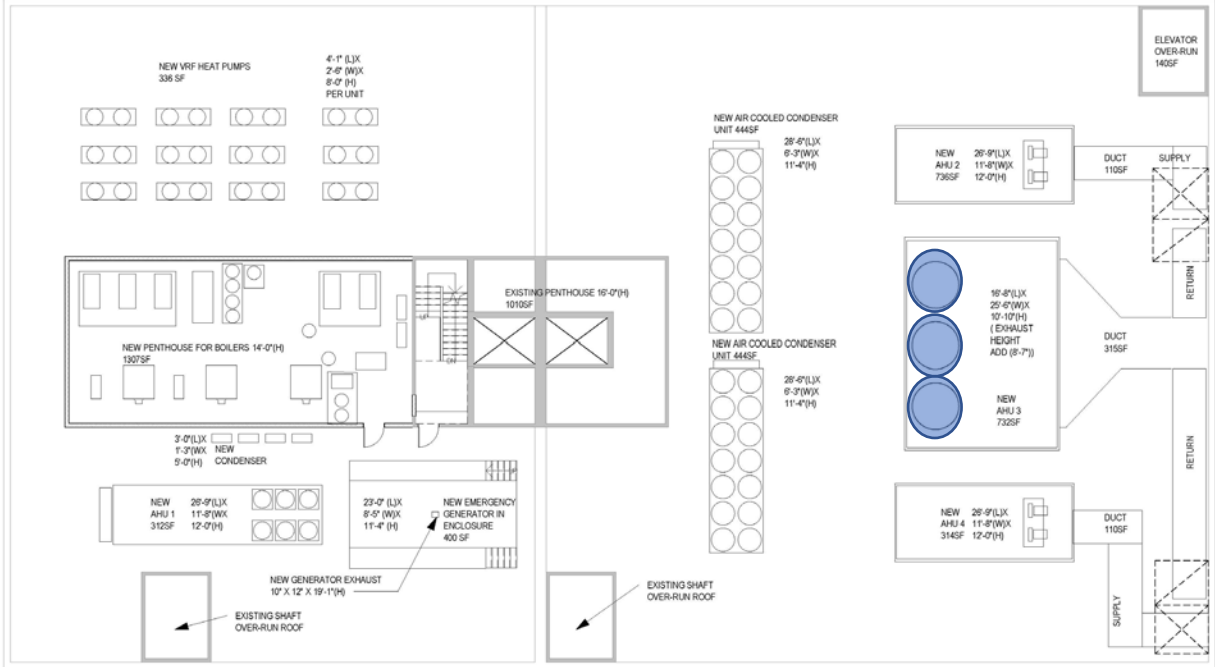 NEW VRF HEAT PUMPS
336 SF
4'-1" (L)X
2'-6" (W)X
8'-0" (H)
PER UNIT
ELEVATOR
OVER-RUN
140SF
NEW AIR COOLED CONDENSER
UNIT 444SF
28'-6"(L)X
6'-3"(W)X
11'-4"(H)
NEW
AHU 2
736SF
26'-9"(L)X
11'-8"(W)X
12'-0"(H)
DUCT
110SF
SUPPLY
RETURN
EXISTING PENTHOUSE 16'-0"(H)
1010SF
UP
DN
NEW PENTHOUSE FOR BOILERS 14'-0"(H)
1307SF
16'-8"(L)X
25'-6"(W)X
10'-10"(H)
( EXHAUST
HEIGHT
ADD (8'-7"))
NEW
AHU 3
732SF
DUCT
315SF
NEW AIR COOLED CONDENSER
UNIT 444SF
28'-6"(L)X
6'-3"(W)X
11'-4"(H)
3'-0"(L)X
1'-3"(WX
5'-0"(H)
NEW
CONDENSER
RETURN
NEW
AHU 1
312SF
26'-9"(L)X
11'-8"(WX
12'-0"(H)
23'-0" (L)X
8'-5" (W)X
11'-4" (H)
NEW EMERGENCY
GENERATOR IN
ENCLOSURE
400 SF
NEW
AHU 4
314SF
26'-9"(L)X
11'-8"(W)X
12'-0"(H)
DUCT
110SF
SUPPLY
NEW GENERATOR EXHAUST
10" X 12" X 19'-1"(H)
EXISTING SHAFT
OVER-RUN ROOF
EXISTING SHAFT
OVER-RUN ROOF